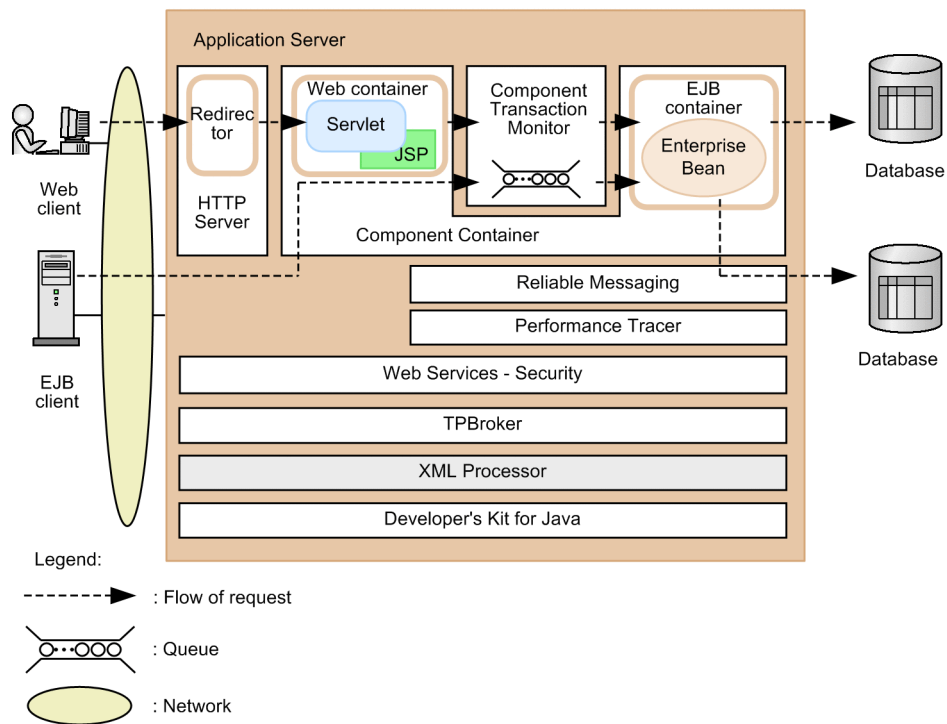 Application Server
Web
client
EJB
client
Redirec
tor
HTTP
Server
Web container
Servlet
JSP
Component
Transaction
Monitor
EJB
container
Enterprise
Bean
Component Container
Database
Database
Reliable Messaging
Performance Tracer
Web Services - Security
TPBroker
XML Processor
Developer's Kit for Java
Legend:
: Flow of request
: Queue
: Network